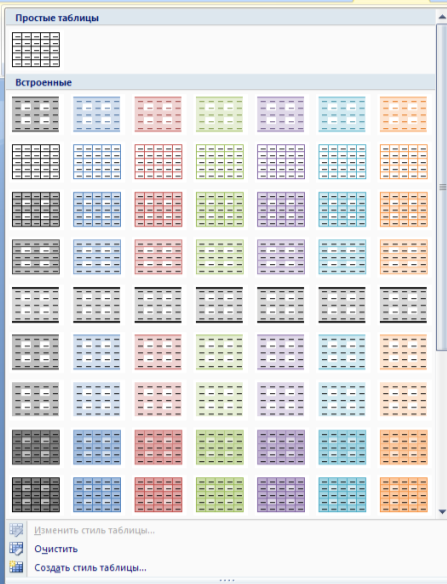 Простые таблицы
Встроенные
Изменить стиль таблицы...
Очистить
Создать стиль таблицы...